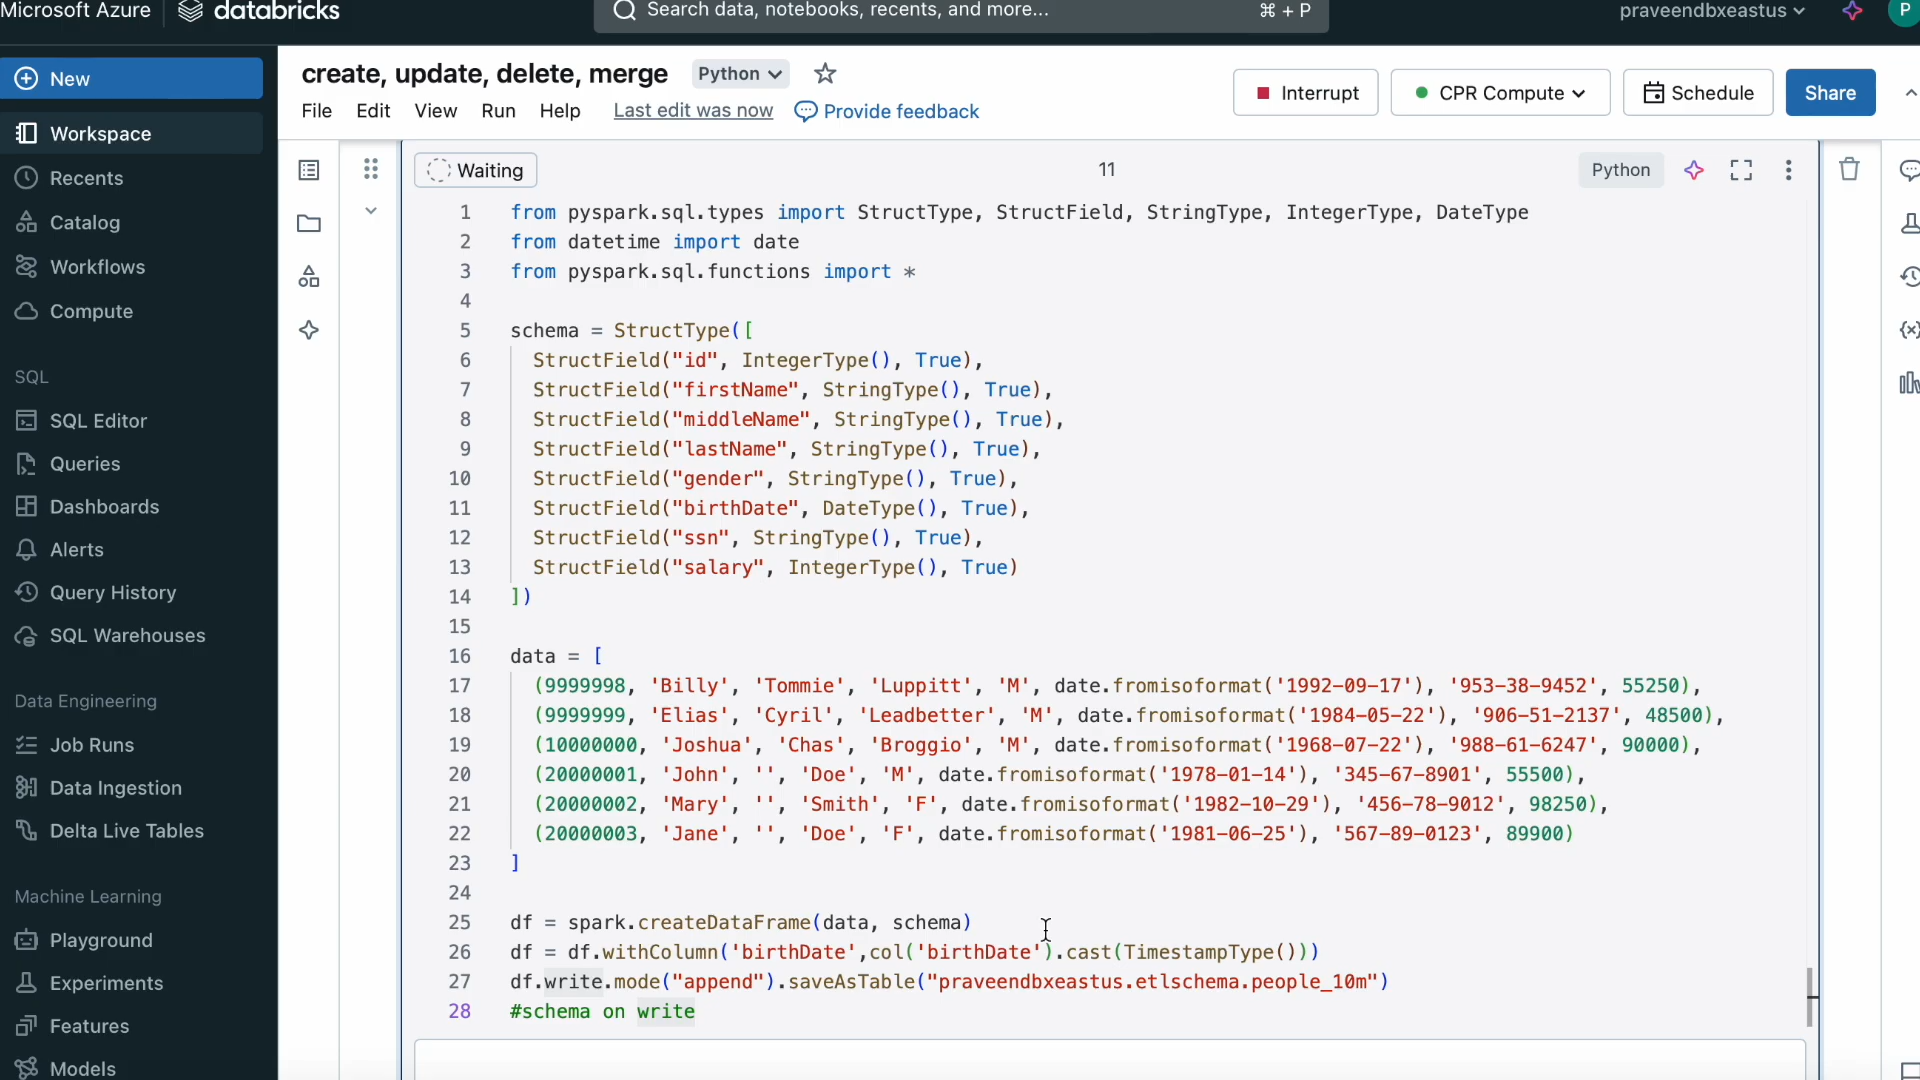 Microsoft Azure databricks Search data, notebooks, recents, and more... ⌘ + P praveendbxeastus P
New
Workspace
Recents
Catalog
Workflows
Compute
SQL
SQL Editor
Queries
Dashboards
Alerts
Query History
SQL Warehouses
Data Engineering
Job Runs
Data Ingestion
Delta Live Tables
Machine Learning
Playground
Experiments
Features
Models
create, update, delete, merge Python
File Edit View Run Help Last edit was now Provide feedback
Interrupt CPR Compute Schedule Share
Waiting 11 Python
1 from pyspark.sql.types import StructType, StructField, StringType, IntegerType, DateType
2 from datetime import date
3 from pyspark.sql.functions import *
4
5 schema = StructType([
6 StructField("id", IntegerType(), True),
7 StructField("firstName", StringType(), True),
8 StructField("middleName", StringType(), True),
9 StructField("lastName", StringType(), True),
10 StructField("gender", StringType(), True),
11 StructField("birthDate", DateType(), True),
12 StructField("ssn", StringType(), True),
13 StructField("salary", IntegerType(), True)
14 ])
15
16 data = [
17 (9999998, 'Billy', 'Tommie', 'Luppitt', 'M', date.fromisoformat('1992-09-17'), '953-38-9452', 55250),
18 (9999999, 'Elias', 'Cyril', 'Leadbetter', 'M', date.fromisoformat('1984-05-22'), '906-51-2137', 48500),
19 (10000000, 'Joshua', 'Chas', 'Broggio', 'M', date.fromisoformat('1968-07-22'), '988-61-6247', 90000),
20 (20000001, 'John', '', 'Doe', 'M', date.fromisoformat('1978-01-14'), '345-67-8901', 55500),
21 (20000002, 'Mary', '', 'Smith', 'F', date.fromisoformat('1982-10-29'), '456-78-9012', 98250),
22 (20000003, 'Jane', '', 'Doe', 'F', date.fromisoformat('1981-06-25'), '567-89-0123', 89900)
23 ]
24
25 df = spark.createDataFrame(data, schema)
26 df = df.withColumn('birthDate',col('birthDate').cast(TimestampType()))
27 df.write.mode("append").saveAsTable("praveendbxeastus.etlschema.people_10m")
28 #schema on write